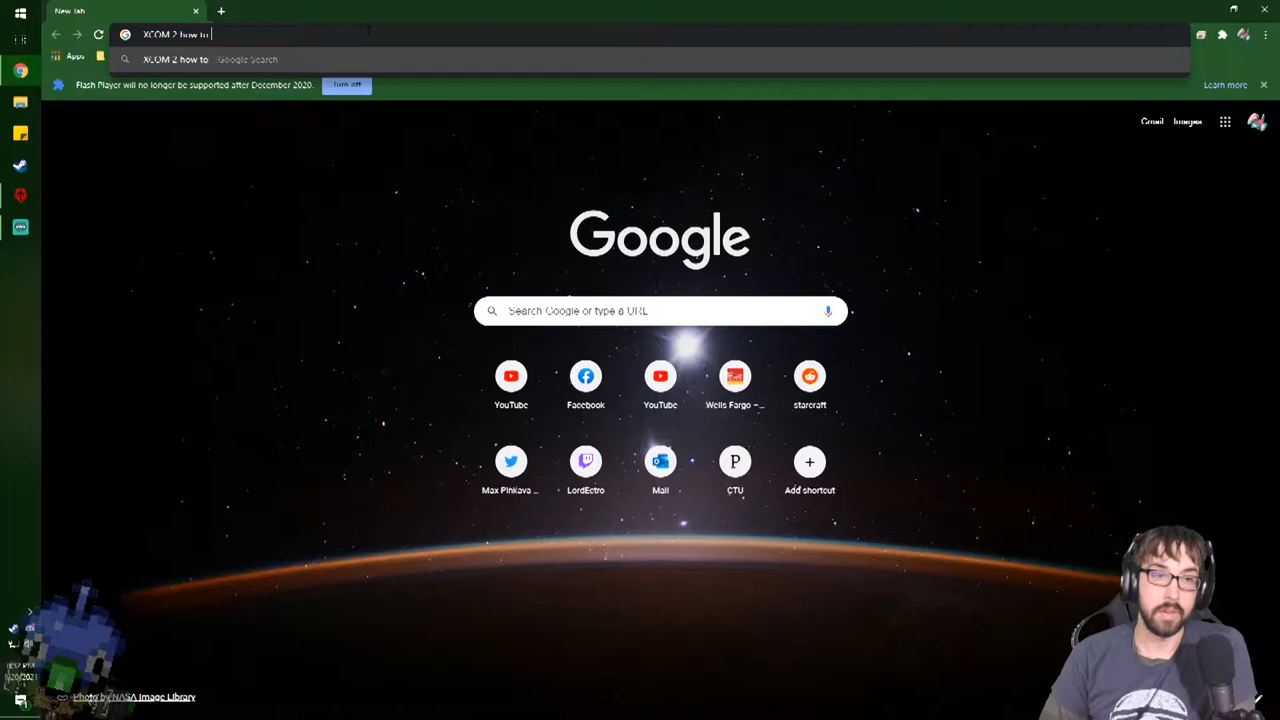 New Tab
XCOM 2 how to
XCOM 2 how to - Google Search
Apps
Flash Player will no longer be supported after December 2020.
Turn off
Learn more
Gmail Images
Google
Search Google or type a URL
YouTube Facebook YouTube Wells Fargo – ... starcraft
Max Pinkava ... LordEctro Mail CTU Add shortcut
Photo by NASA Image Library